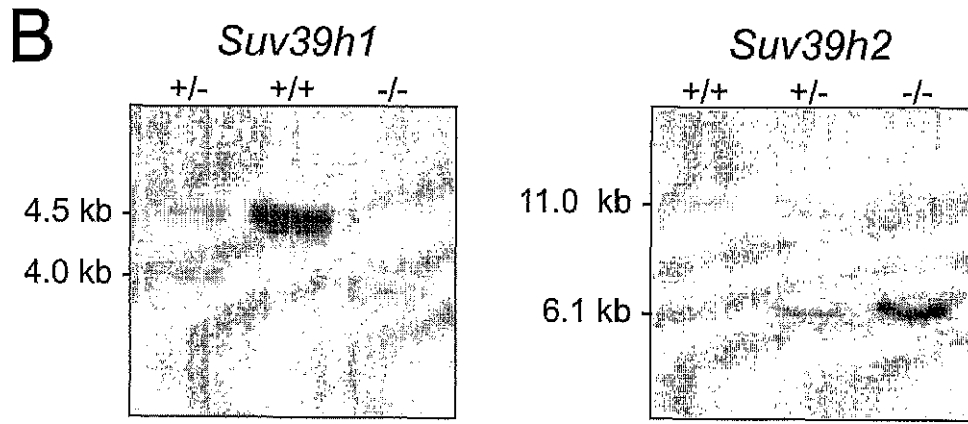 B
Suv39h1
+/- +/+ -/-
4.5 kb
4.0 kb
Suv39h2
+/+ +/- -/-
11.0 kb
6.1 kb